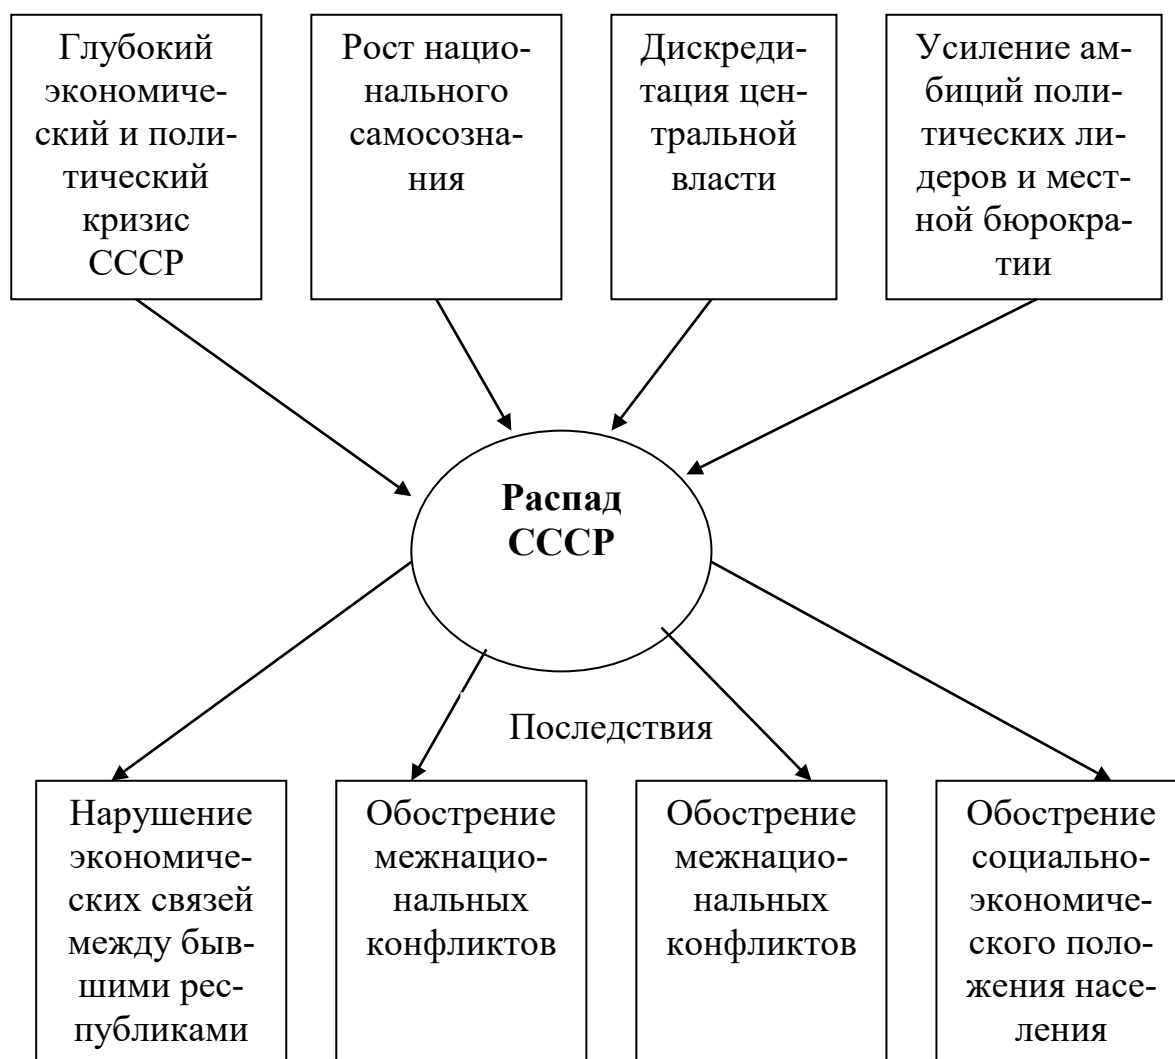 Глубокий
экономиче-
ский и поли-
тический
кризис
СССР
Рост нацио-
нального
самосозна-
ния
Дискреди-
тация цен-
тральной
власти
Усиление ам-
биций поли-
тических ли-
деров и мест-
ной бюрокра-
тии
Распад
СССР
Последствия
Нарушение
экономиче-
ских связей
между быв-
шими рес-
публиками
Обострение
межнацио-
нальных
конфликтов
Обострение
межнацио-
нальных
конфликтов
Обострение
социально-
экономиче-
ского поло-
жения насе-
ления